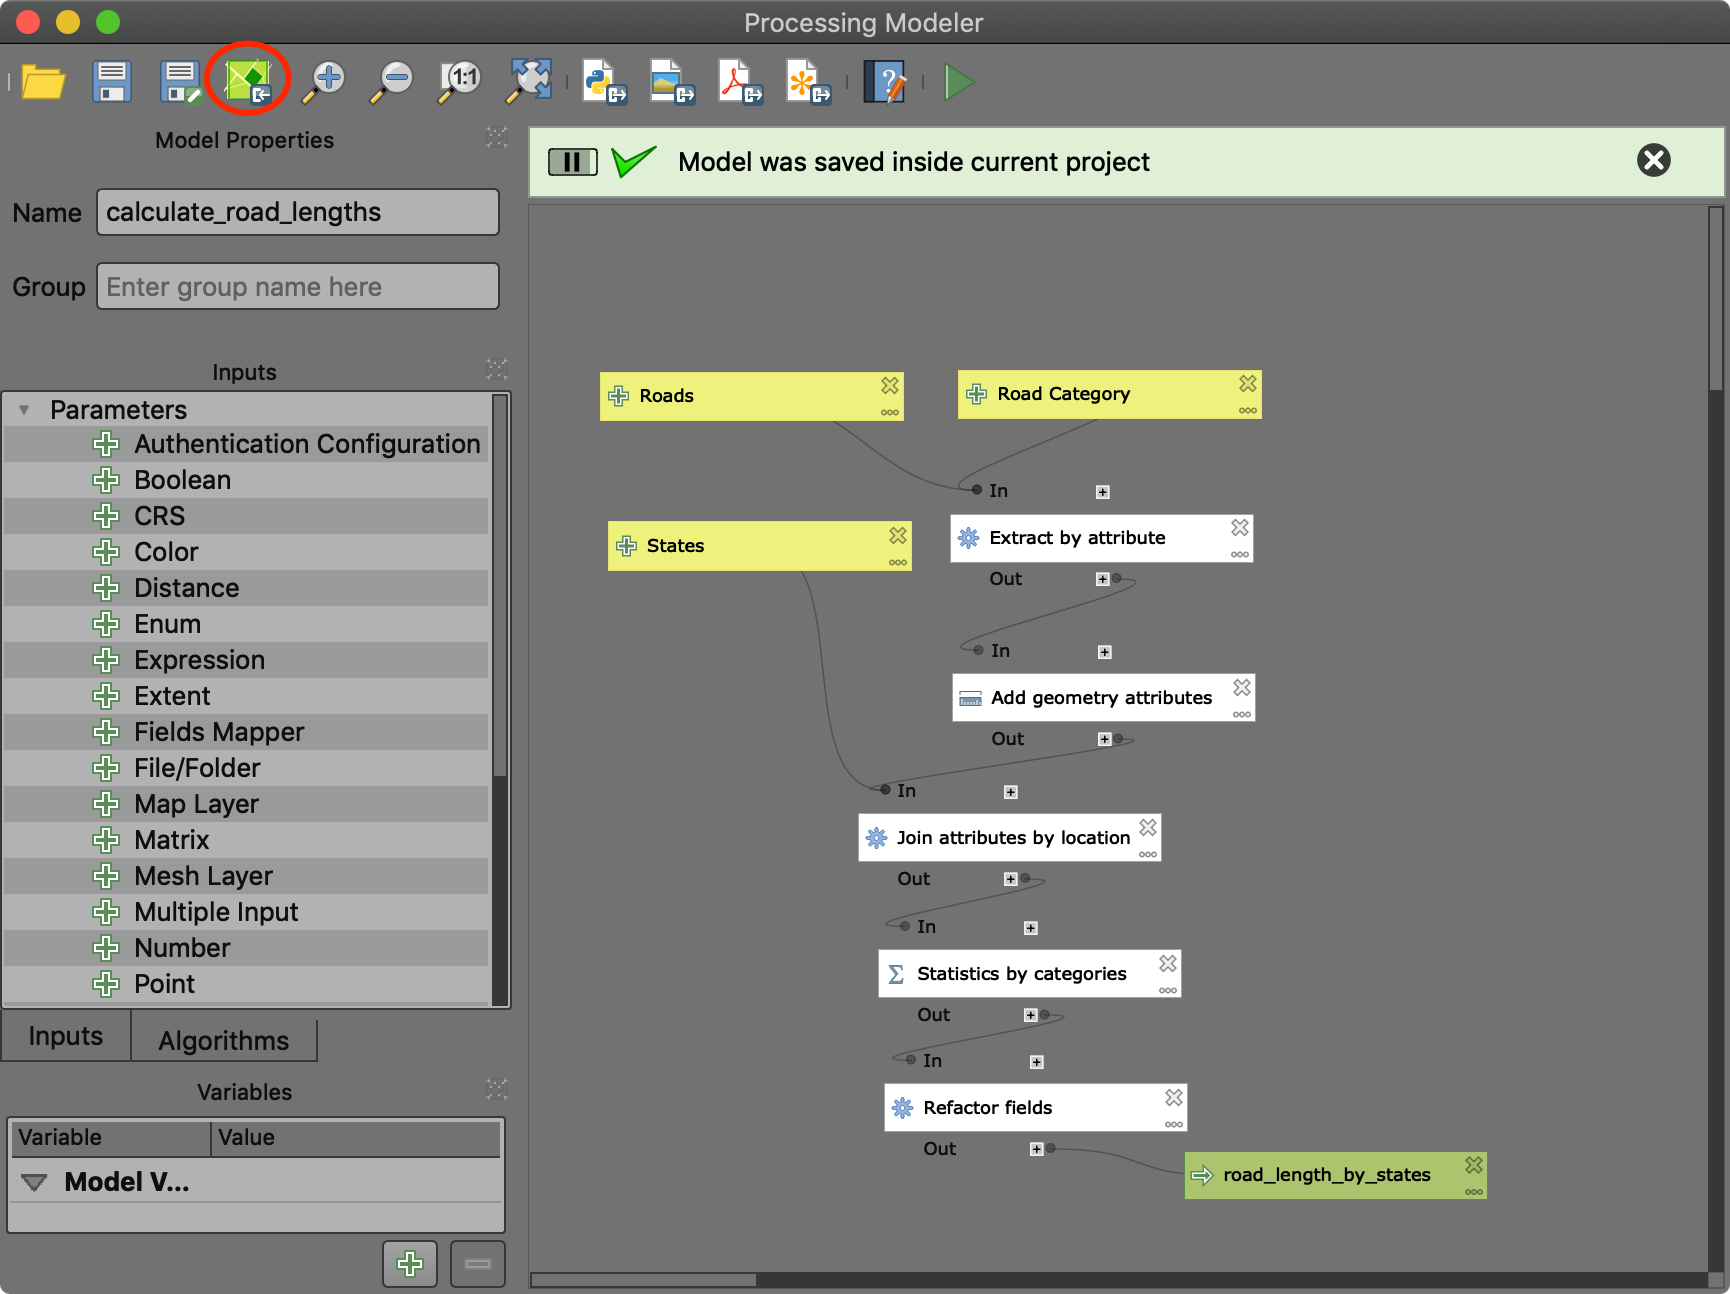 Processing Modeler
1:1
?
Model Properties
Name calculate_road_lengths
Group Enter group name here
Inputs
Parameters
Authentication Configuration
Boolean
CRS
Color
Distance
Enum
Expression
Extent
Fields Mapper
File/Folder
Map Layer
Matrix
Mesh Layer
Multiple Input
Number
Point
Inputs Algorithms
Variables
Variable Value
Model V...
Model was saved inside current project
Roads
Road Category
In
States
Extract by attribute
Out
In
Add geometry attributes
Out
In
Join attributes by location
Out
In
Σ Statistics by categories
Out
In
Refactor fields
Out
road_length_by_states